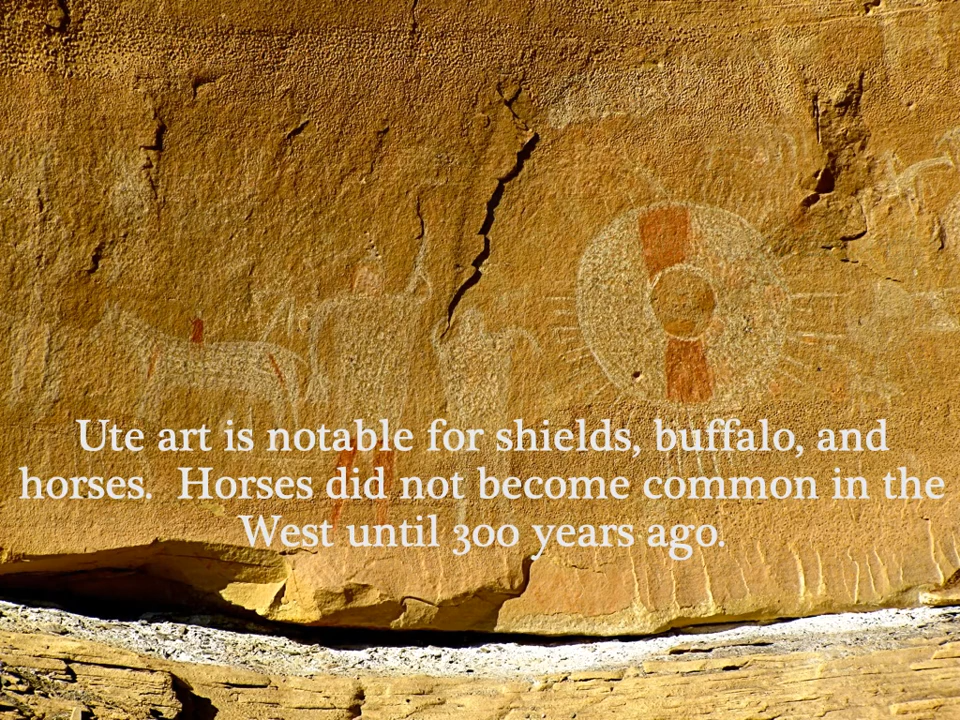 Ute art is notable for shields, buffalo, and
horses.  Horses did not become common in the
West until 300 years ago.